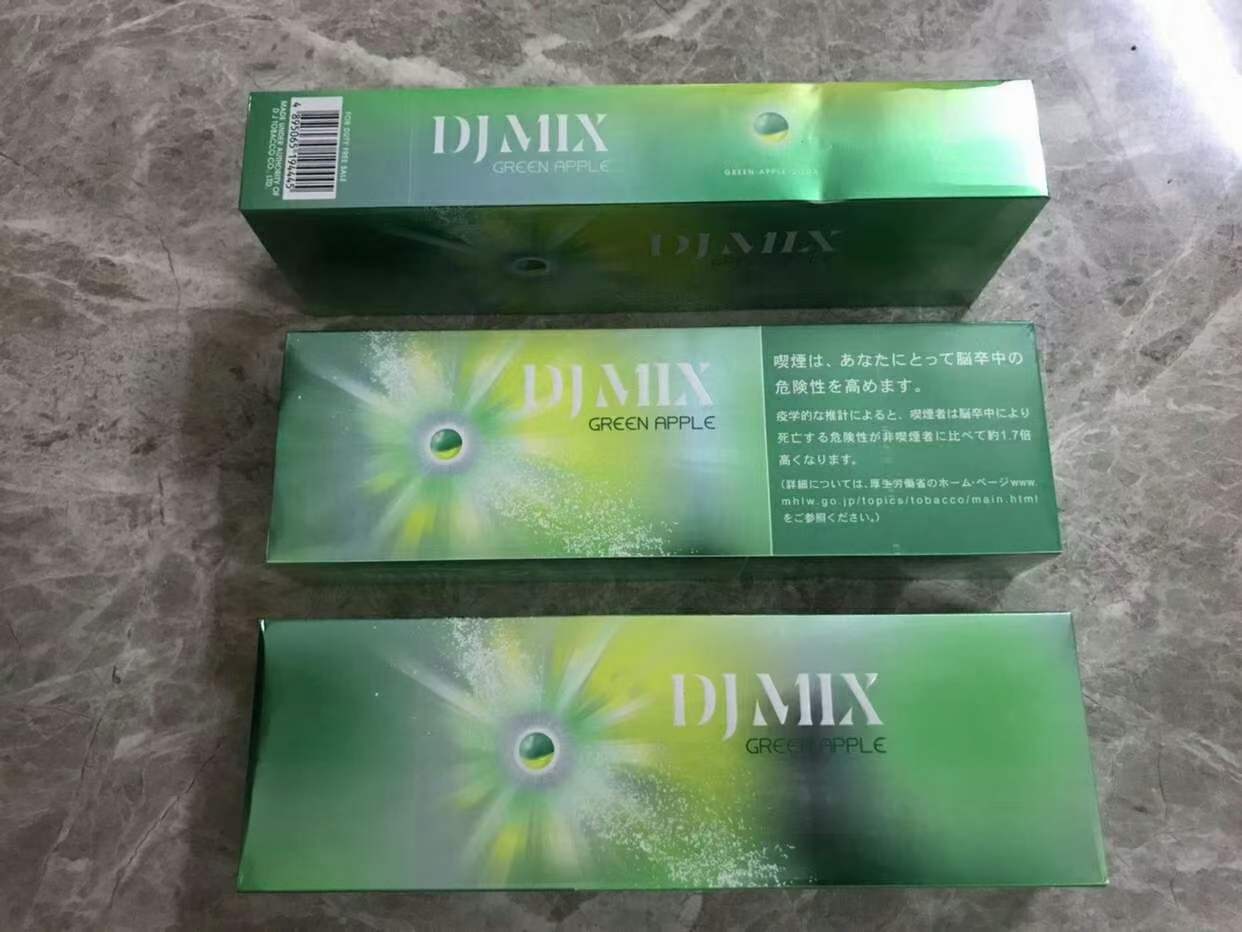 FOR DUTY FREE SALE
4 895065 194445
MADE UNDER AUTHORITY OF
D J TOBACCO CO., LTD.
DJ MIX
GREEN APPLE
DJ MIX
DJ MIX
GREEN APPLE
喫煙は、あなたにとって脳卒中の
危険性を高めます。
疫学的な推計によると、喫煙者は脳卒中により
死亡する危険性が非喫煙者に比べて約1.7倍
高くなります。
(詳細については、厚生労働省のホーム・ページwww.
mhlw.go.jp/topics/tobacco/main.html
をご参照ください。)
DJ MIX
GREEN APPLE